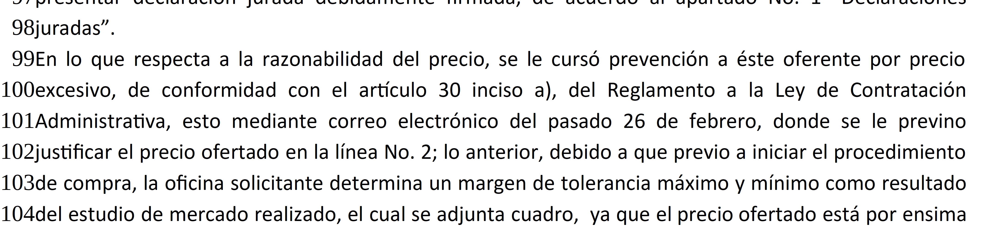 97presentar declaración jurada debidamente firmada, de acuerdo al apartado No. 1 “Declaraciones
98juradas”.
99En lo que respecta a la razonabilidad del precio, se le cursó prevención a éste oferente por precio
100excesivo, de conformidad con el artículo 30 inciso a), del Reglamento a la Ley de Contratación
101Administrativa, esto mediante correo electrónico del pasado 26 de febrero, donde se le previno
102justificar el precio ofertado en la línea No. 2; lo anterior, debido a que previo a iniciar el procedimiento
103de compra, la oficina solicitante determina un margen de tolerancia máximo y mínimo como resultado
104del estudio de mercado realizado, el cual se adjunta cuadro,  ya que el precio ofertado está por ensima